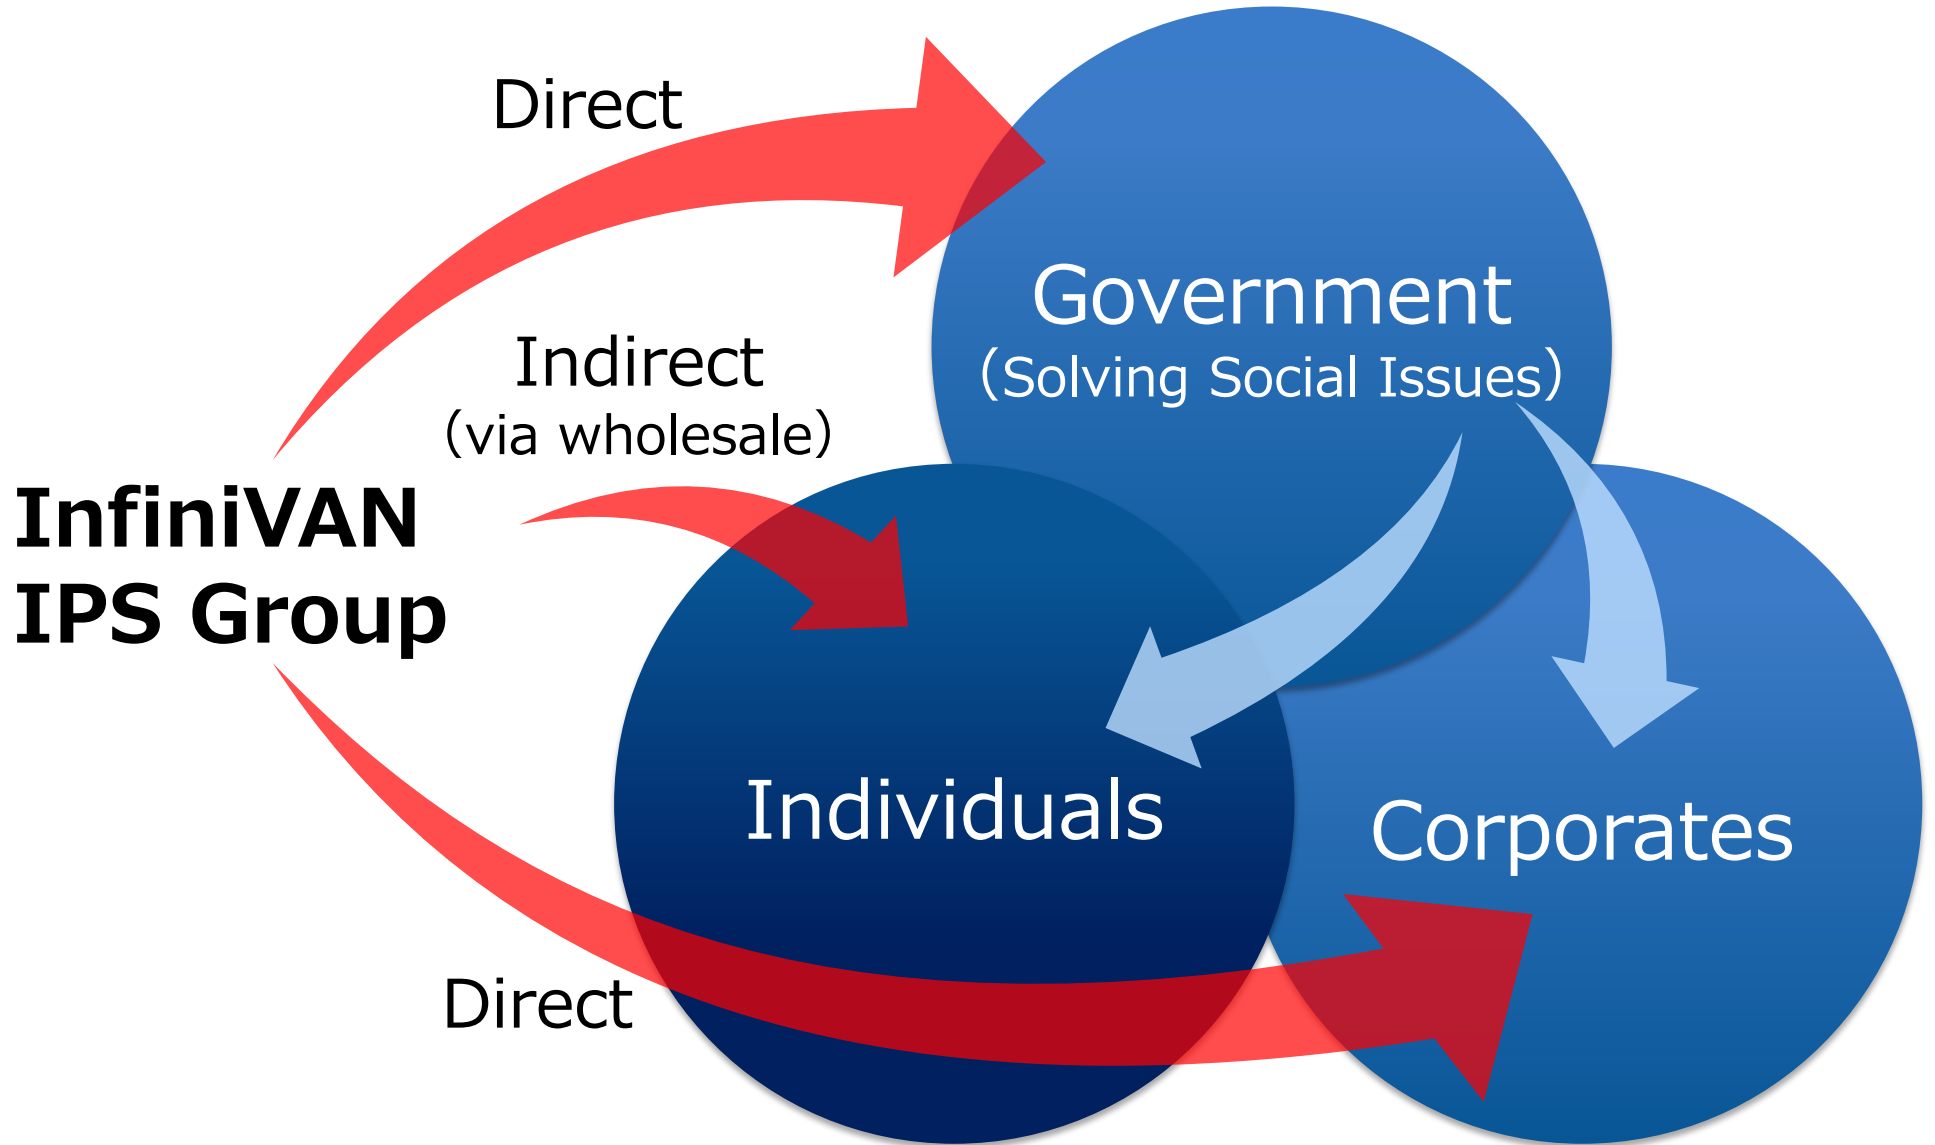 Direct
Government
（Solving Social Issues）
Indirect
（via wholesale）
InfiniVAN
IPS Group
Individuals
Corporates
Direct